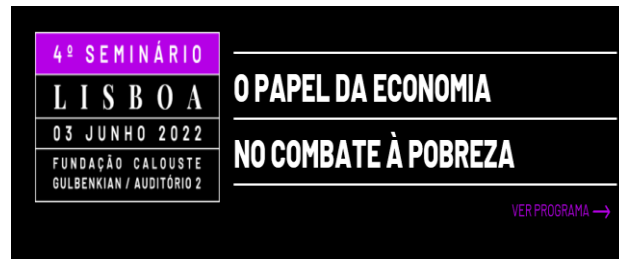 4º SEMINÁRIO
LISBOA
03 JUNHO 2022
FUNDAÇÃO CALOUSTE
GULBENKIAN / AUDITÓRIO 2
O PAPEL DA ECONOMIA
NO COMBATE À POBREZA
VER PROGRAMA →